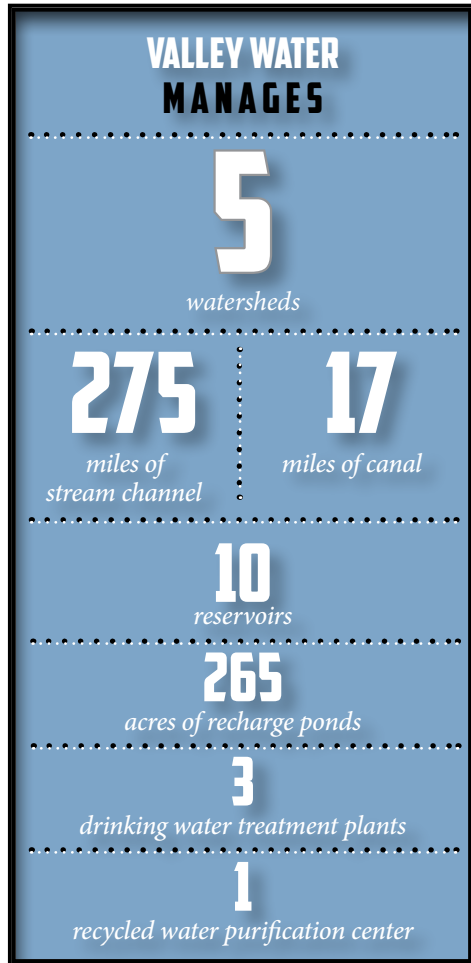 VALLEY WATER
MANAGES
5
watersheds
275
miles of
stream channel
17
miles of canal
10
reservoirs
265
acres of recharge ponds
3
drinking water treatment plants
1
recycled water purification center